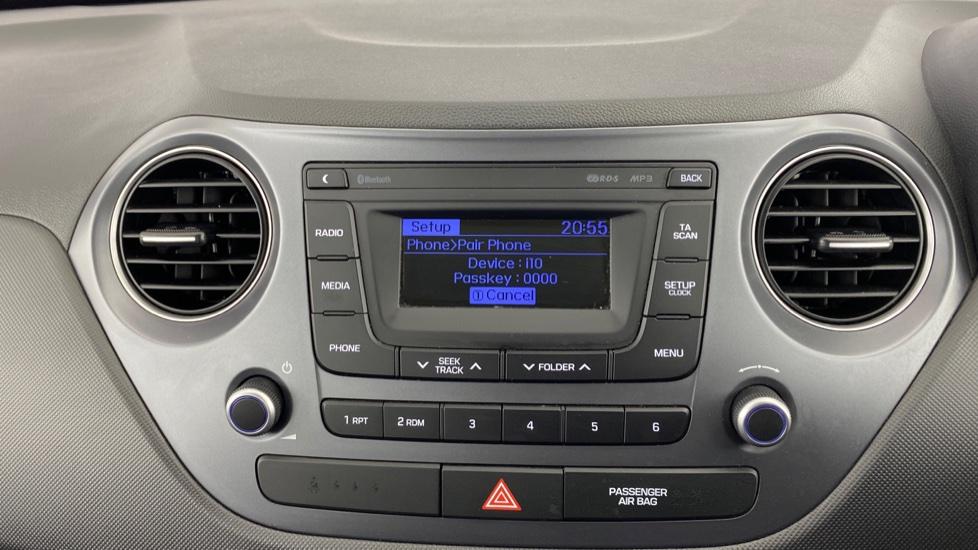 Bluetooth
R·D·S
MP3
BACK
RADIO
MEDIA
PHONE
Setup 20:55
Phone>Pair Phone
Device : i10
Passkey : 0000
① Cancel
TA
SCAN
SETUP
CLOCK
MENU
SEEK
TRACK
FOLDER
1 RPT
2 RDM
3
4
5
6
PASSENGER
AIR BAG